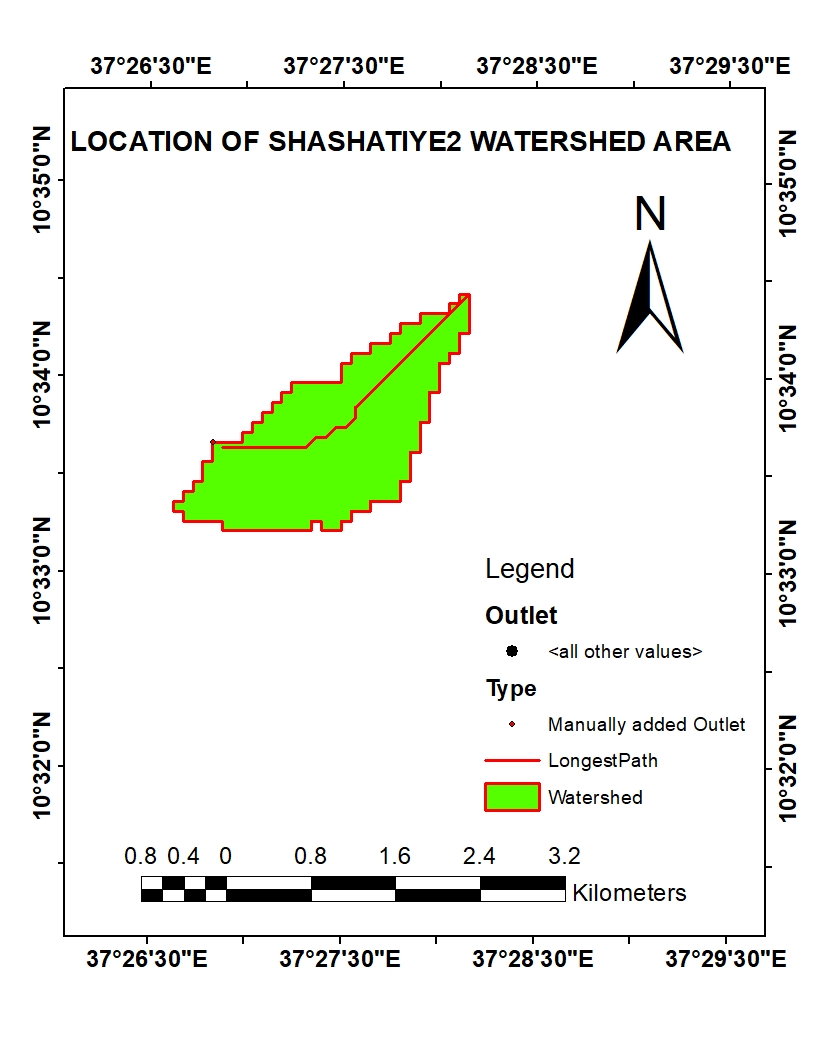 37°26'30"E 37°27'30"E 37°28'30"E 37°29'30"E
LOCATION OF SHASHATIYE2 WATERSHED AREA
N
10°35'0"N 10°35'0"N
10°34'0"N 10°34'0"N
10°33'0"N 10°33'0"N
Legend
Outlet
<all other values>
Type
Manually added Outlet
LongestPath
Watershed
10°32'0"N 10°32'0"N
0.8 0.4 0 0.8 1.6 2.4 3.2
Kilometers
37°26'30"E 37°27'30"E 37°28'30"E 37°29'30"E